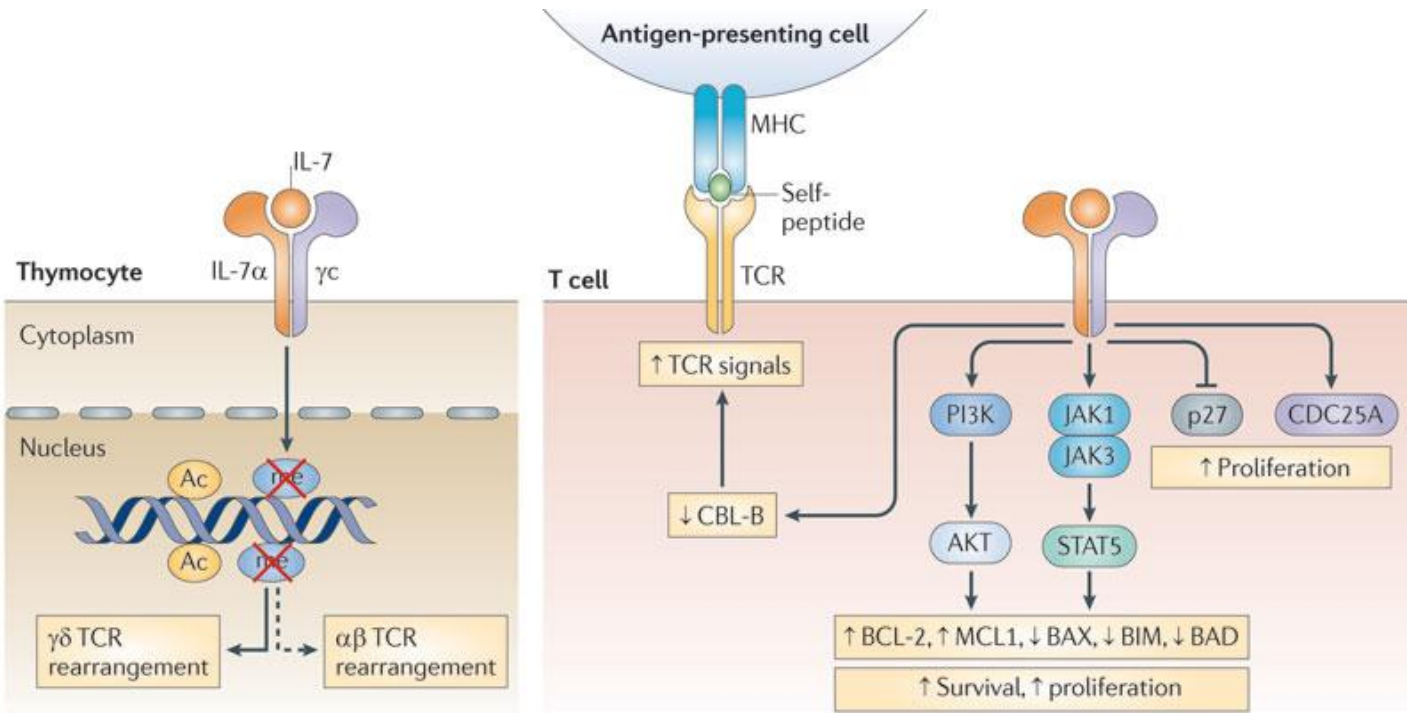 Antigen-presenting cell
MHC
IL-7
Self-
peptide
Thymocyte
IL-7α
γc
T cell
TCR
Cytoplasm
↑ TCR signals
PI3K
JAK1
p27
CDC25A
JAK3
Nucleus
Ac
me
↑ Proliferation
↓ CBL-B
AKT
STAT5
Ac
me
γδ TCR
rearrangement
αβ TCR
rearrangement
↑ BCL-2, ↑ MCL1, ↓ BAX, ↓ BIM, ↓ BAD
↑ Survival, ↑ proliferation